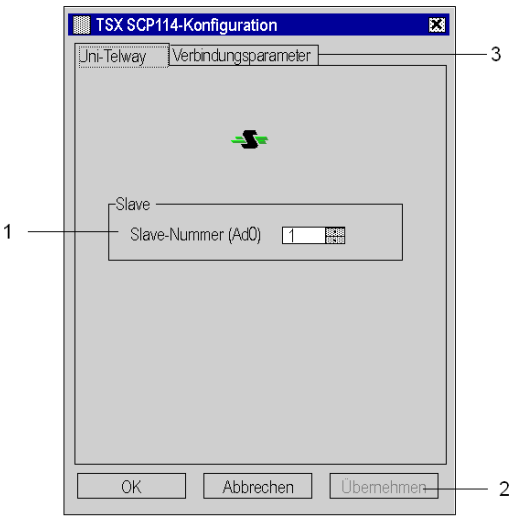 TSX SCP114-Konfiguration
Uni-Telway Verbindungsparameter
3
Slave
1 Slave-Nummer (Ad0) 1
OK Abbrechen Übernehmen 2